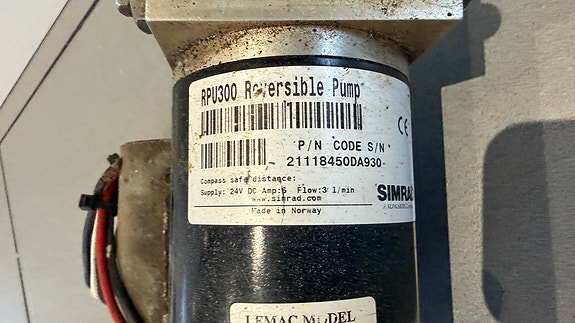 RPU300 Reversible Pump
P/N CODE S/N
21118450DA930-
Compass safe distance:
Supply: 24V DC Amp:6 Flow:3 l/min
www.simrad.com
Made in Norway
CE
SIMRAD
LEMAC MODEL